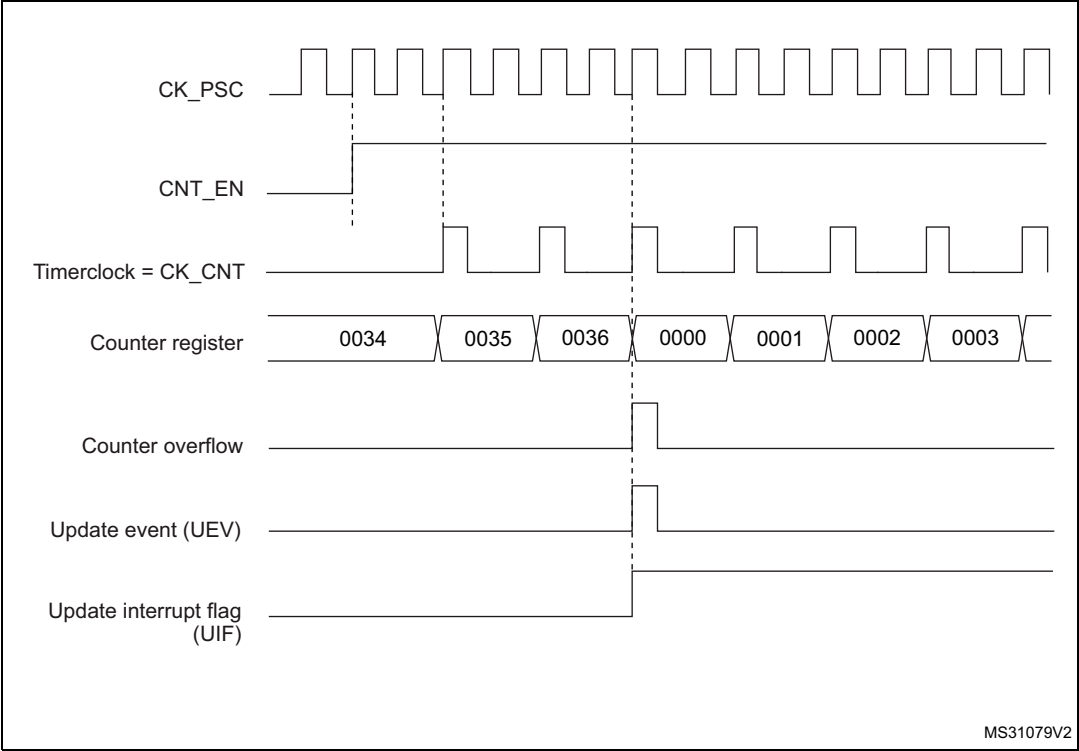 CK_PSC
CNT_EN
Timerclock = CK_CNT
Counter register
0034 0035 0036 0000 0001 0002 0003
Counter overflow
Update event (UEV)
Update interrupt flag
(UIF)
MS31079V2